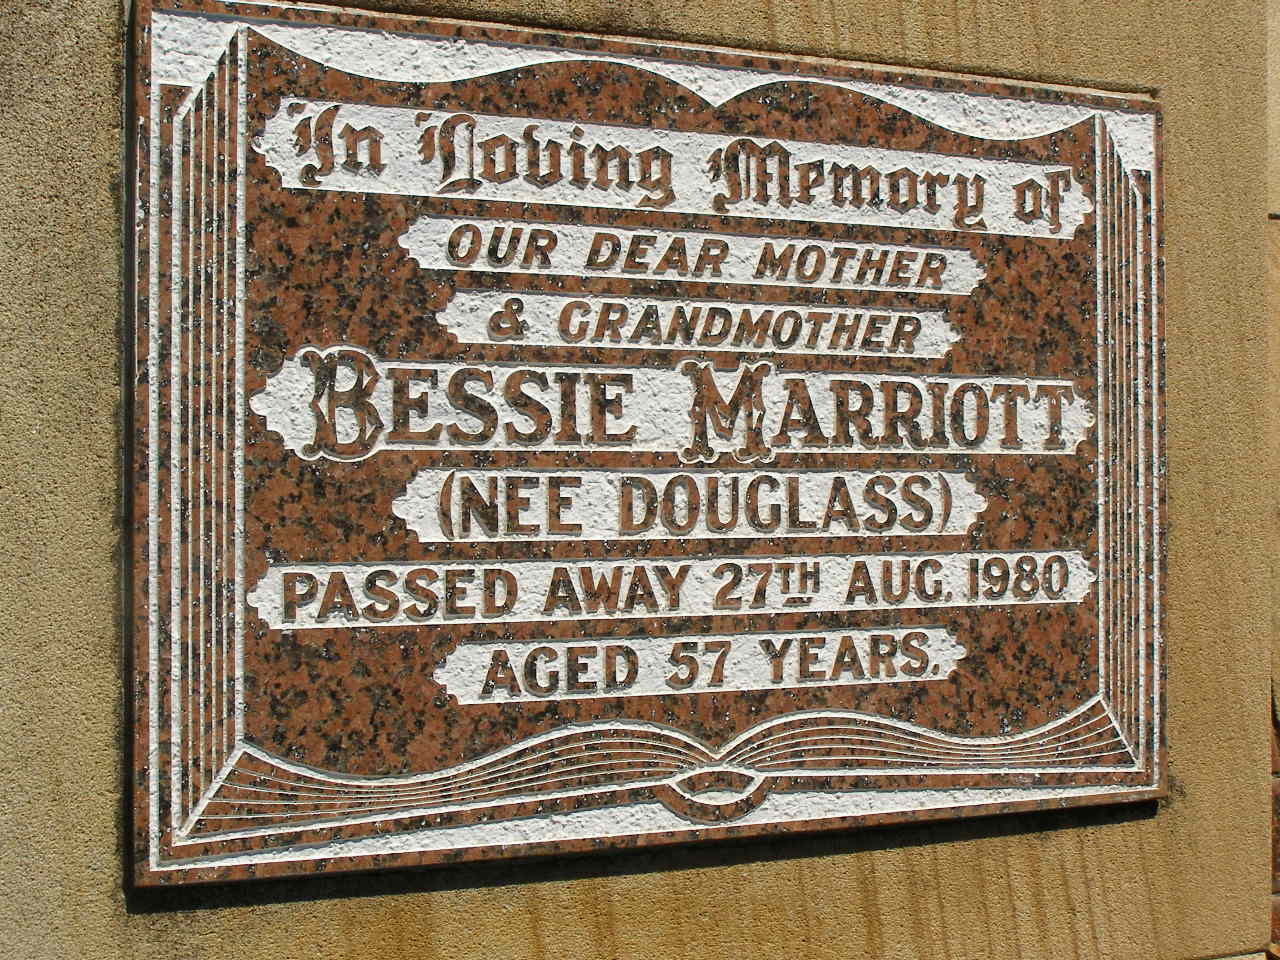 In Loving Memory of
OUR DEAR MOTHER
& GRANDMOTHER
BESSIE MARRIOTT
(NEE DOUGLASS)
PASSED AWAY 27TH AUG. 1980
AGED 57 YEARS.